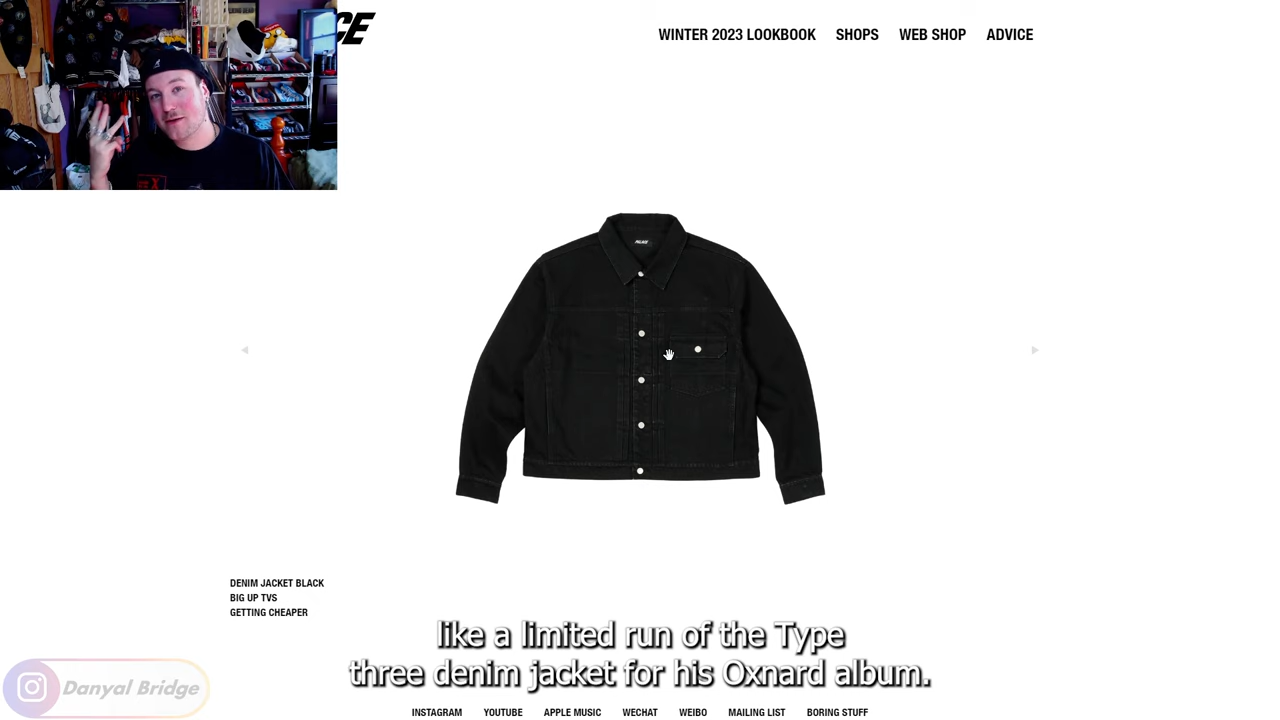 WINTER 2023 LOOKBOOK SHOPS WEB SHOP ADVICE
PALACE
DENIM JACKET BLACK
BIG UP TVS
GETTING CHEAPER
like a limited run of the Type
three denim jacket for his Oxnard album.
Danyal Bridge
INSTAGRAM YOUTUBE APPLE MUSIC WECHAT WEIBO MAILING LIST BORING STUFF